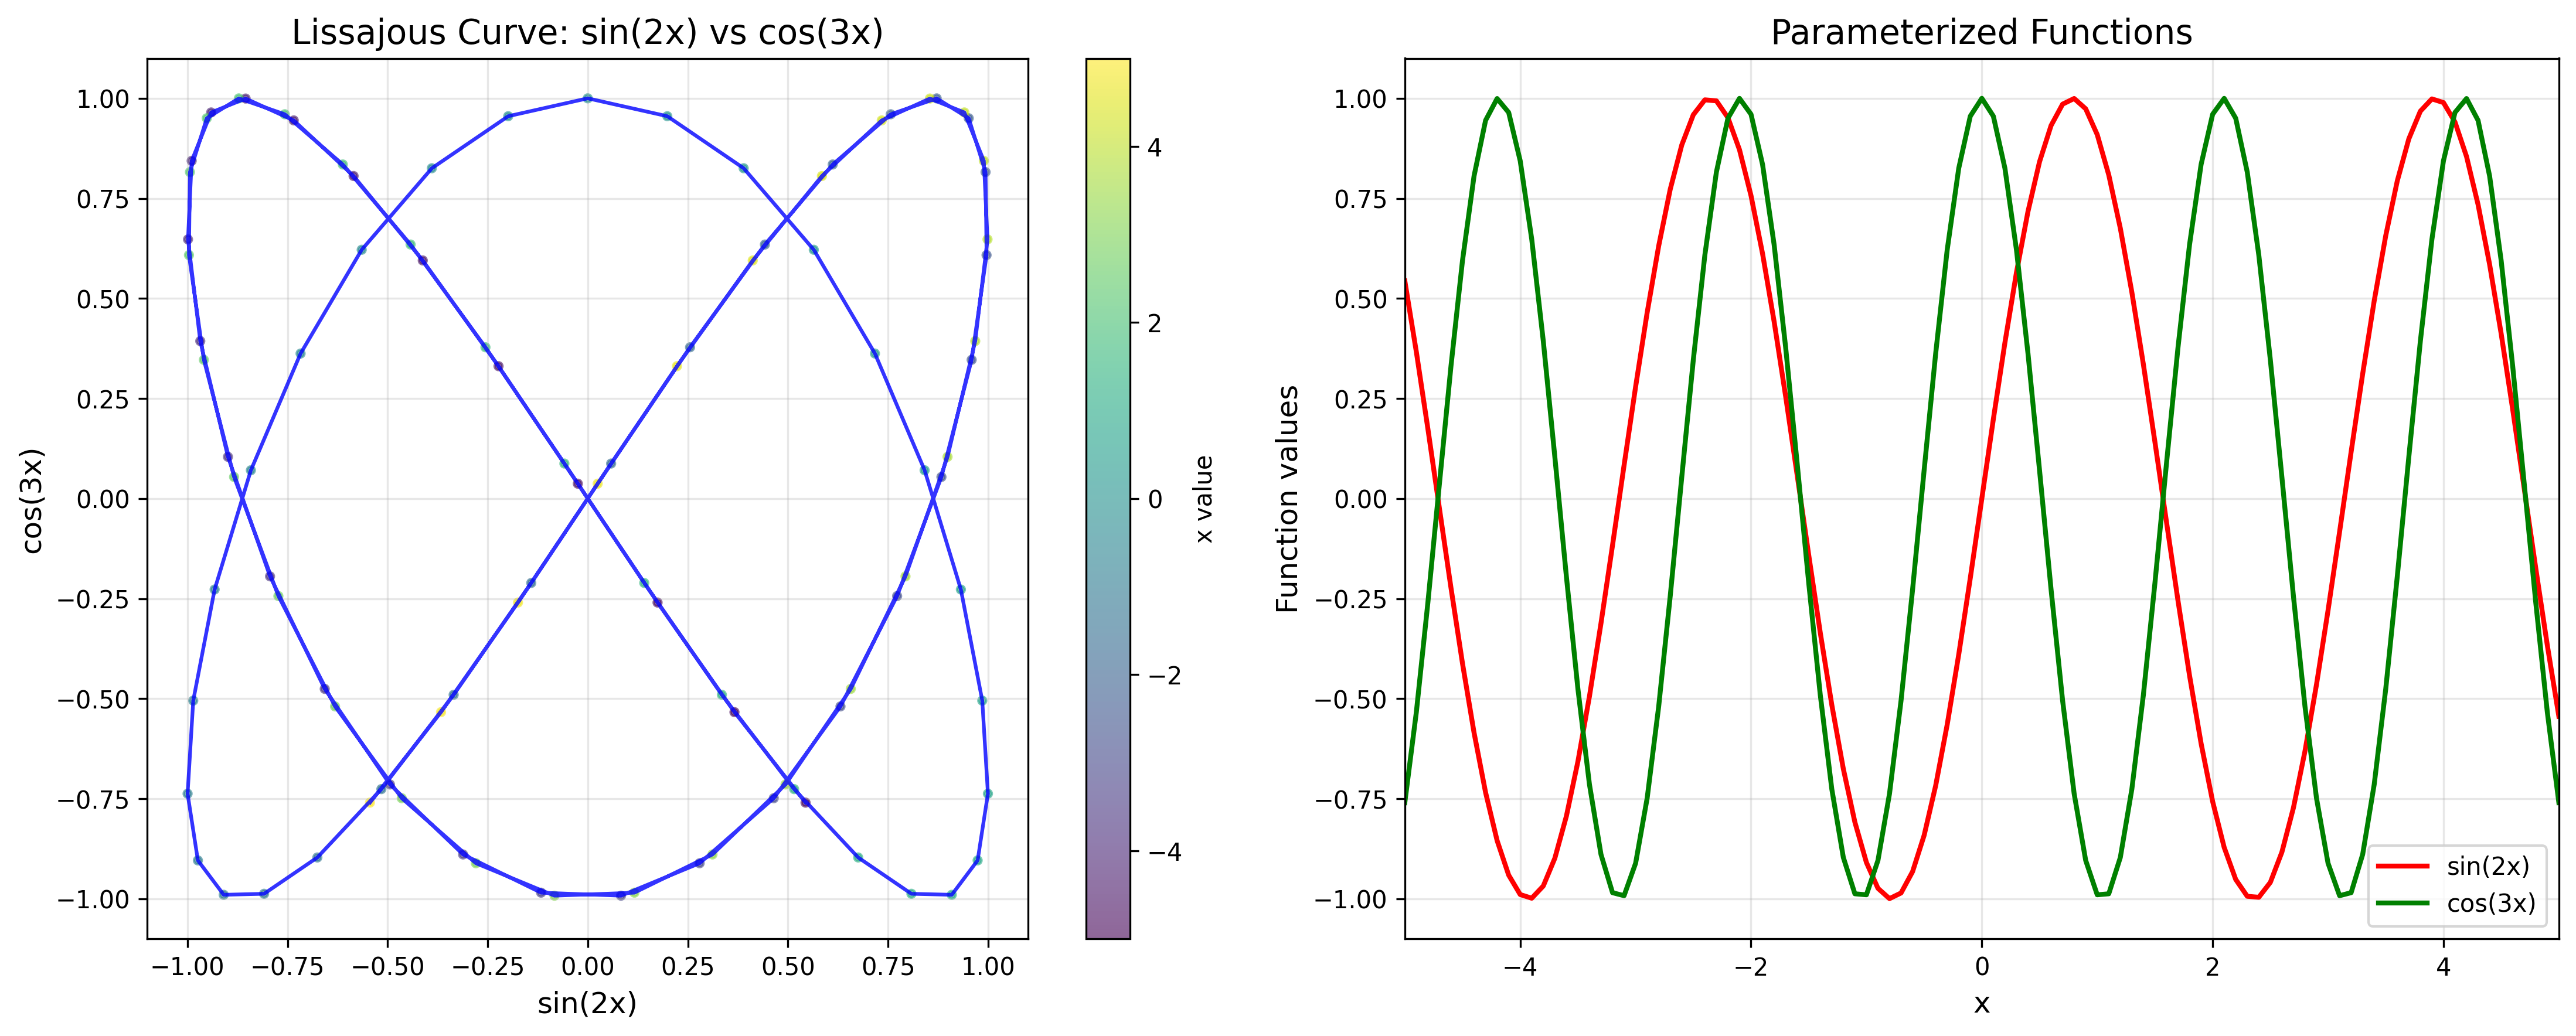 Lissajous Curve: sin(2x) vs cos(3x)
1.00
0.75
0.50
0.25
0.00
−0.25
−0.50
−0.75
−1.00
cos(3x)
−1.00 −0.75 −0.50 −0.25 0.00 0.25 0.50 0.75 1.00
sin(2x)
4
2
0
−2
−4
x value
Parameterized Functions
1.00
0.75
0.50
0.25
0.00
−0.25
−0.50
−0.75
−1.00
Function values
sin(2x)
cos(3x)
−4 −2 0 2 4
x